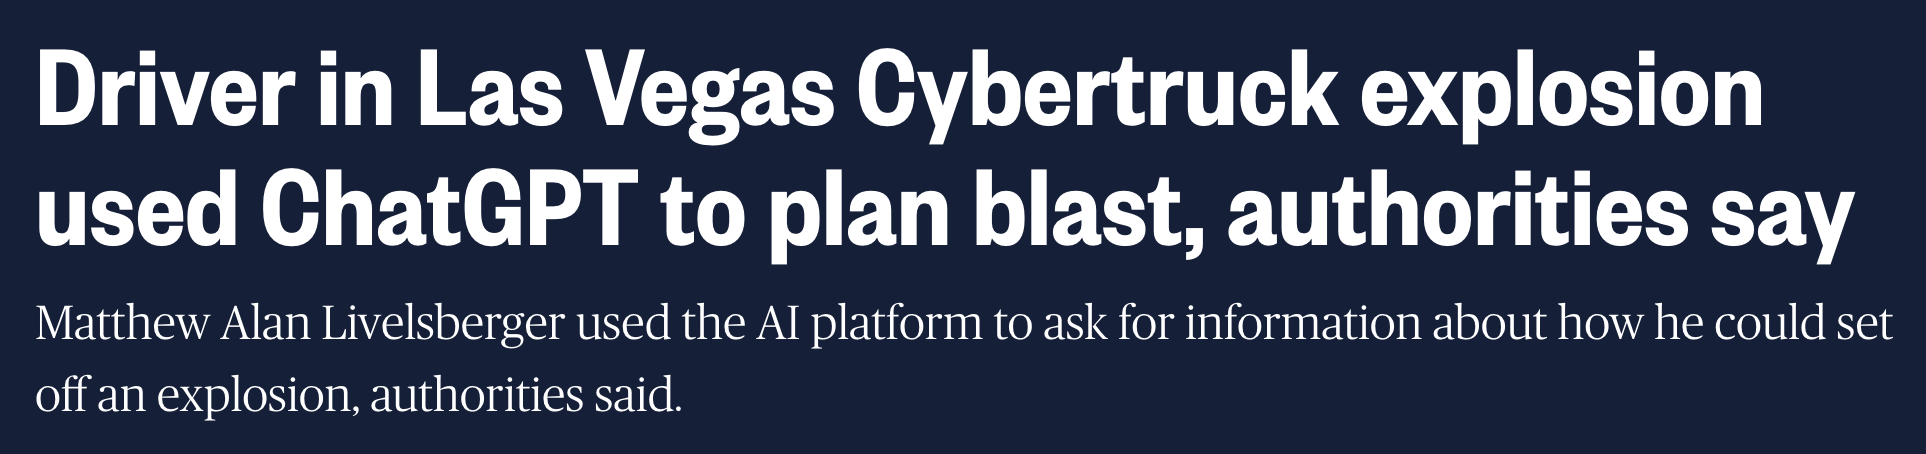 Driver in Las Vegas Cybertruck explosion
used ChatGPT to plan blast, authorities say
Matthew Alan Livelsberger used the AI platform to ask for information about how he could set
off an explosion, authorities said.